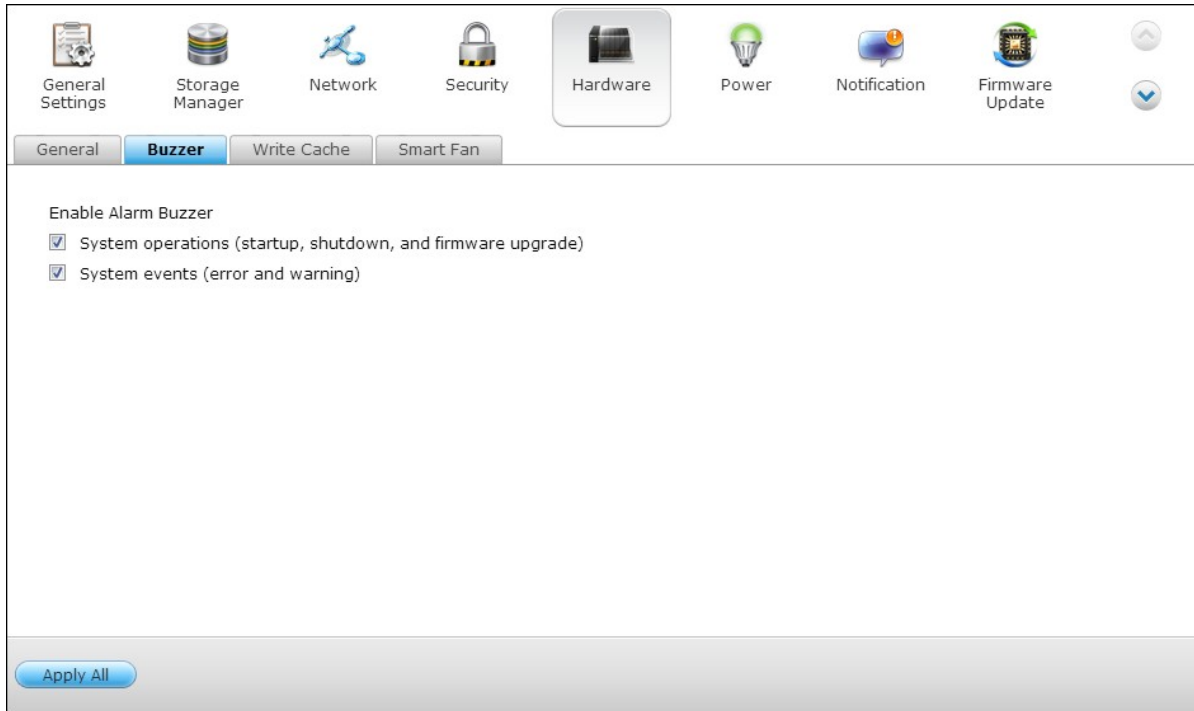 General Settings
Storage Manager
Network
Security
Hardware
Power
Notification
Firmware Update
General
Buzzer
Write Cache
Smart Fan
Enable Alarm Buzzer
System operations (startup, shutdown, and firmware upgrade)
System events (error and warning)
Apply All